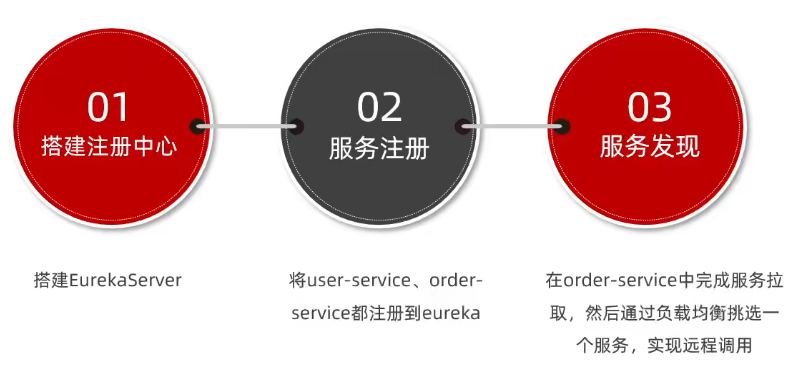 01
搭建注册中心
02
服务注册
03
服务发现
搭建EurekaServer
将user-service、order-
service都注册到eureka
在order-service中完成服务拉
取，然后通过负载均衡挑选一
个服务，实现远程调用